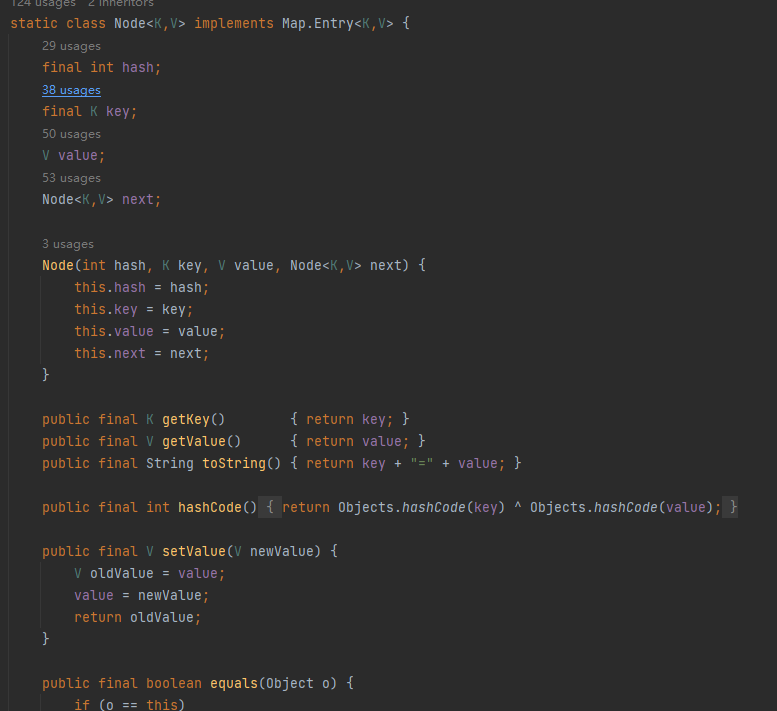 124 usages   2 inheritors
static class Node<K,V> implements Map.Entry<K,V> {
29 usages
final int hash;
38 usages
final K key;
50 usages
V value;
53 usages
Node<K,V> next;
3 usages
Node(int hash, K key, V value, Node<K,V> next) {
this.hash = hash;
this.key = key;
this.value = value;
this.next = next;
}
public final K getKey()        { return key; }
public final V getValue()      { return value; }
public final String toString() { return key + "=" + value; }
public final int hashCode() { return Objects.hashCode(key) ^ Objects.hashCode(value); }
public final V setValue(V newValue) {
V oldValue = value;
value = newValue;
return oldValue;
}
public final boolean equals(Object o) {
if (o == this)